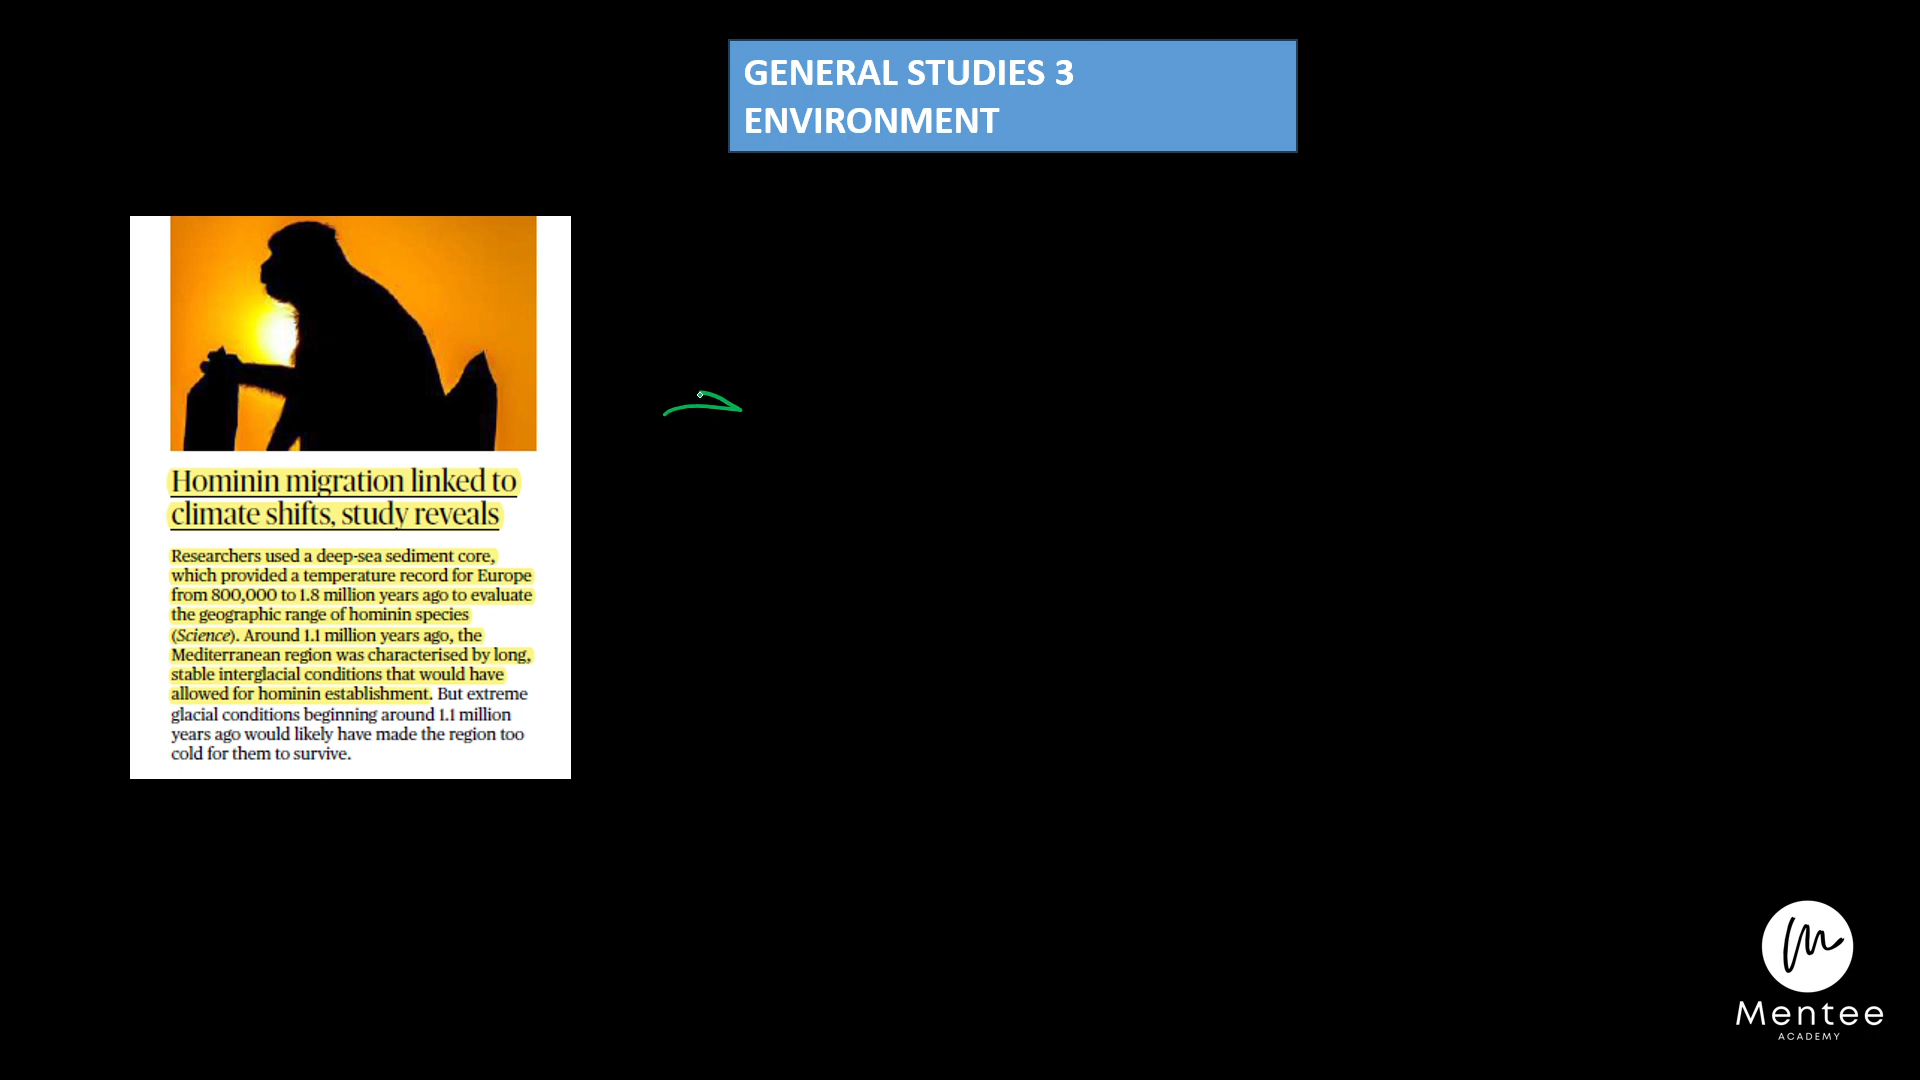 GENERAL STUDIES 3
ENVIRONMENT
Hominin migration linked to
climate shifts, study reveals
Researchers used a deep-sea sediment core,
which provided a temperature record for Europe
from 800,000 to 1.8 million years ago to evaluate
the geographic range of hominin species
(Science). Around 1.1 million years ago, the
Mediterranean region was characterised by long,
stable interglacial conditions that would have
allowed for hominin establishment. But extreme
glacial conditions beginning around 1.1 million
years ago would likely have made the region too
cold for them to survive.
Mentee
ACADEMY